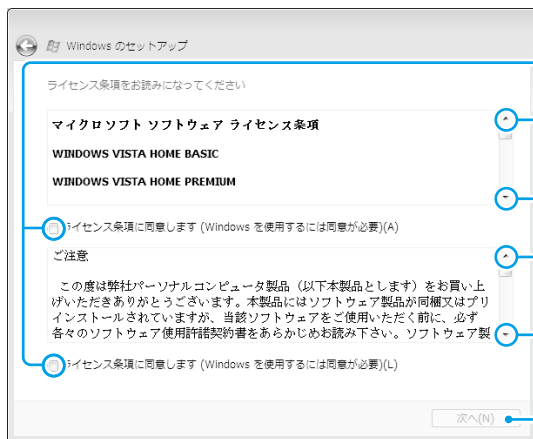 Windows のセットアップ
ライセンス条項をお読みになってください
マイクロソフト ソフトウェア ライセンス条項
WINDOWS VISTA HOME BASIC
WINDOWS VISTA HOME PREMIUM
ライセンス条項に同意します (Windows を使用するには同意が必要)(A)
ご注意
この度は弊社パーソナルコンピュータ製品（以下本製品とします）をお買い上
げいただきありがとうございます。本製品にはソフトウェア製品が同梱又はプリ
インストールされていますが、当該ソフトウェアをご使用いただく前に、必ず
各々のソフトウェア使用許諾契約書をあらかじめお読み下さい。ソフトウェア製
ライセンス条項に同意します (Windows を使用するには同意が必要)(L)
次へ(N)